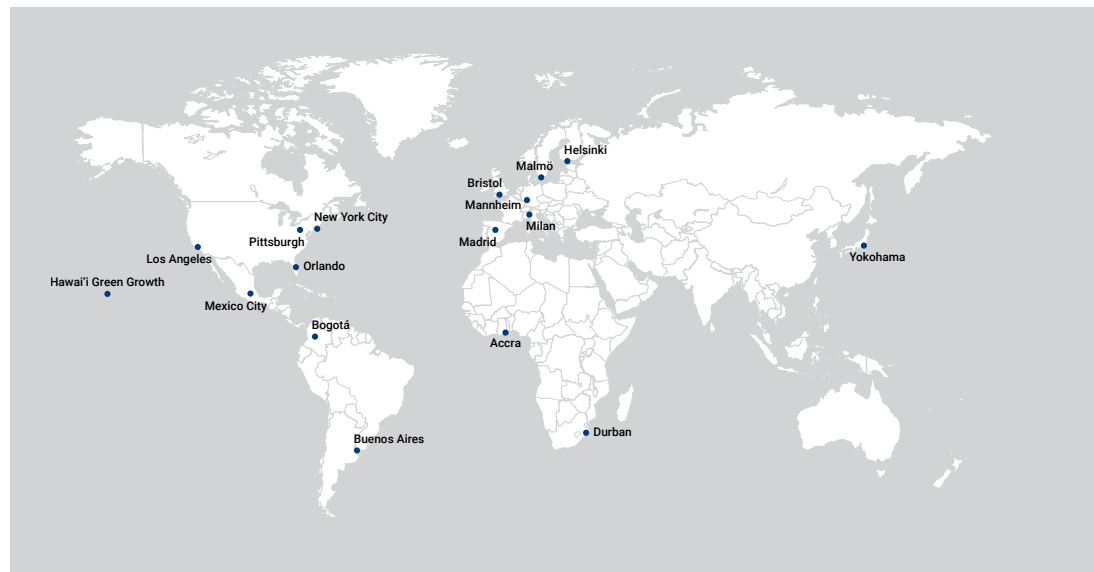 Helsinki
Malmö
Bristol
Mannheim
New York City
Milan
Pittsburgh
Madrid
Yokohama
Los Angeles
Orlando
Hawai'i Green Growth
Mexico City
Bogotá
Accra
Durban
Buenos Aires